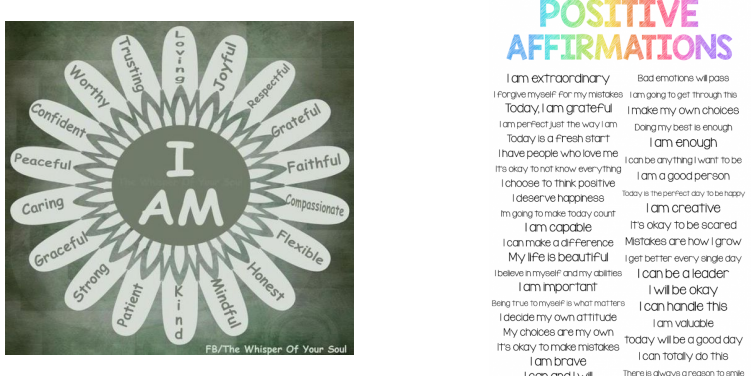 I
AM
Loving
Joyful
Respectful
Grateful
Faithful
Compassionate
Flexible
Honest
Mindful
Kind
Patient
Strong
Graceful
Caring
Peaceful
Confident
Worthy
Trusting
FB/The Whisper Of Your Soul
POSITIVE
AFFIRMATIONS
I am extraordinary
I forgive myself for my mistakes
Today, I am grateful
I am perfect just the way I am
Today is a fresh start
I have people who love me
It's okay to not know everything
I choose to think positive
I deserve happiness
I'm going to make today count
I am capable
I can make a difference
My life is beautiful
I believe in myself and my abilities
I am important
Being true to myself is what matters
I decide my own attitude
My choices are my own
It's okay to make mistakes
I am brave
I can and I will
Bad emotions will pass
I am going to get through this
I make my own choices
Doing my best is enough
I am enough
I can be anything I want to be
I am a good person
Today is the perfect day to be happy
I am creative
It's okay to be scared
Mistakes are how I grow
I get better every single day
I can be a leader
I will be okay
I can handle this
I am valuable
today will be a good day
I can totally do this
There is always a reason to smile